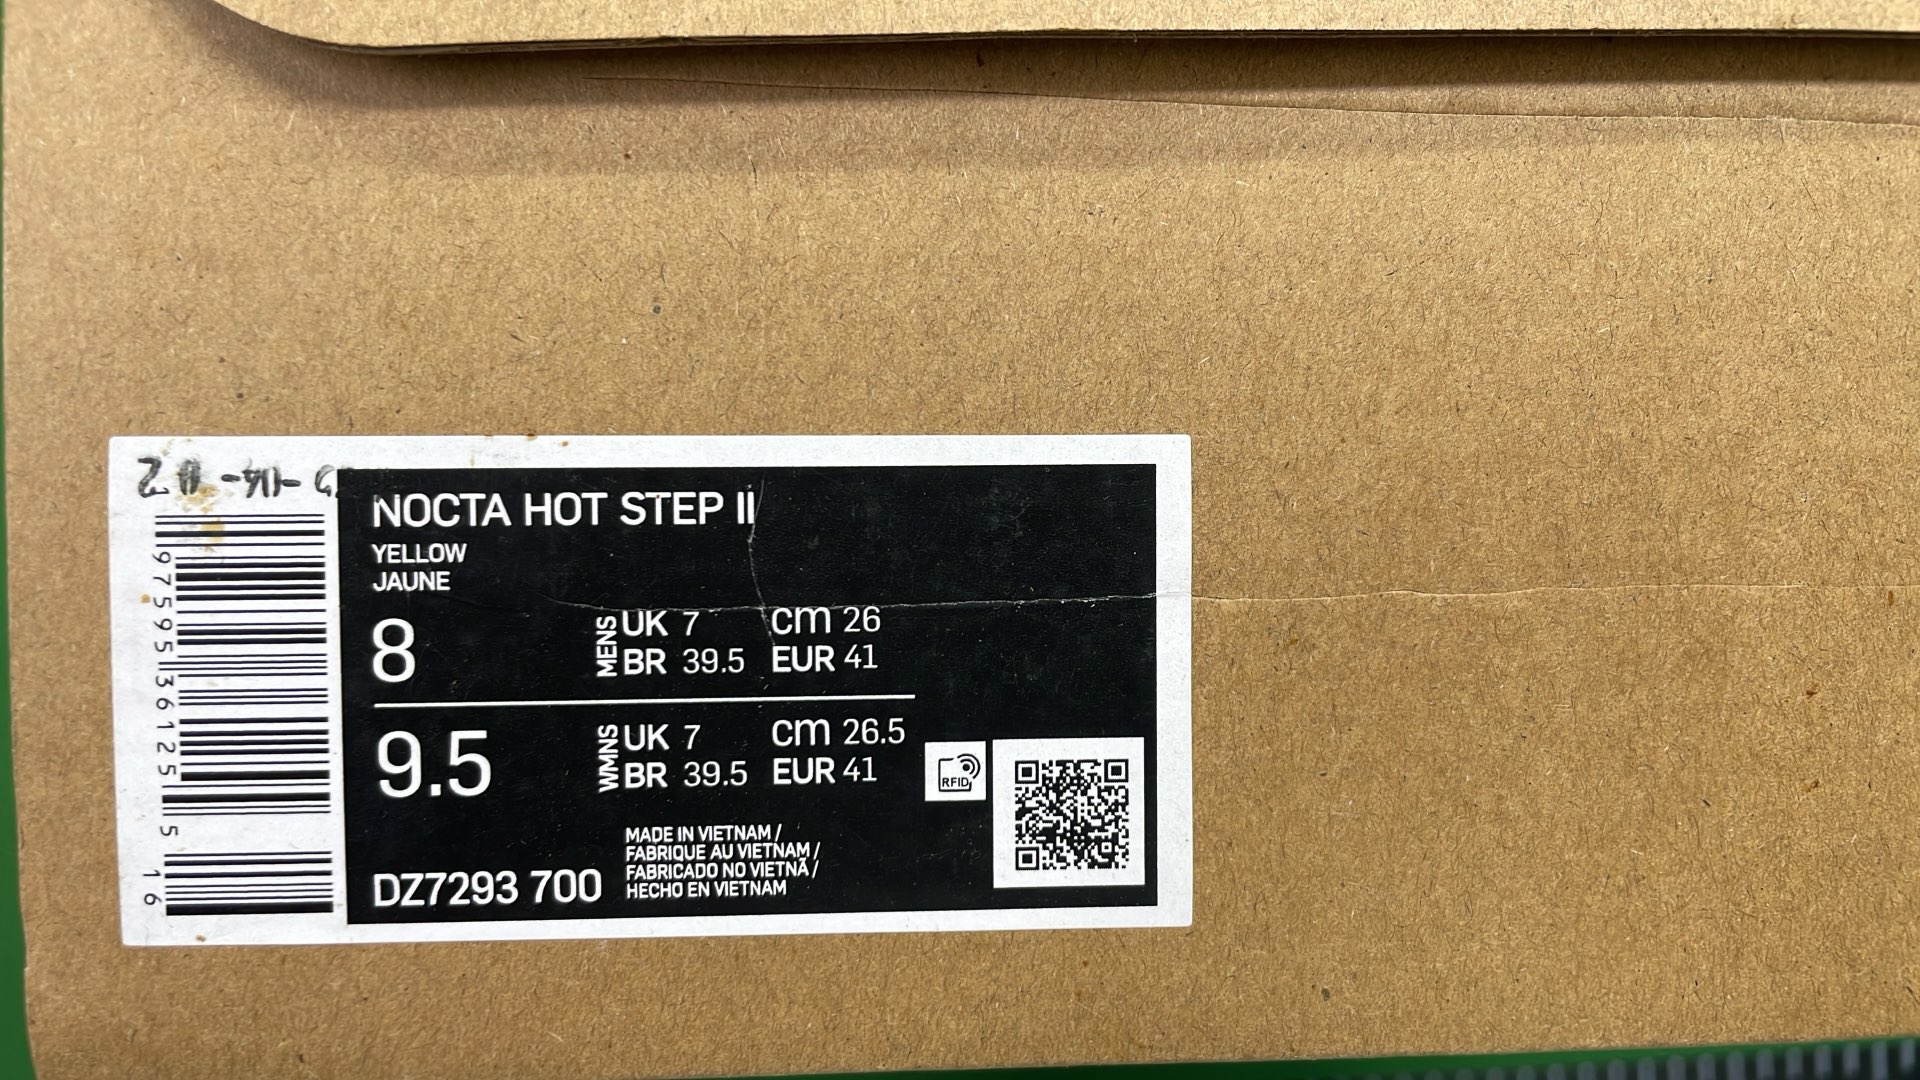 NOCTA HOT STEP II
YELLOW
JAUNE
8
MENS
UK 7 cm 26
BR 39.5 EUR 41
9.5
WMNS
UK 7 cm 26.5
BR 39.5 EUR 41
RFID
MADE IN VIETNAM /
FABRIQUE AU VIETNAM /
FABRICADO NO VIETNÃ /
HECHO EN VIETNAM
DZ7293 700
1975951361255 16